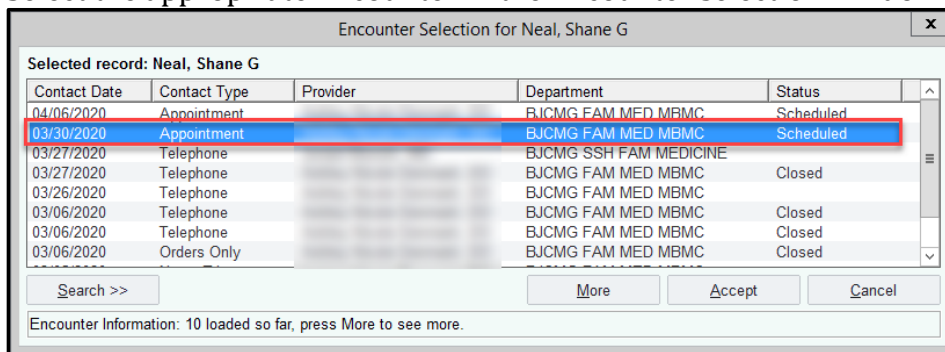 Encounter Selection for Neal, Shane G
x
Selected record: Neal, Shane G
Contact Date Contact Type Provider Department Status
04/06/2020 Appointment BJCMG FAM MED MBMC Scheduled
03/30/2020 Appointment BJCMG FAM MED MBMC Scheduled
03/27/2020 Telephone BJCMG SSH FAM MEDICINE
03/27/2020 Telephone BJCMG FAM MED MBMC Closed
03/26/2020 Telephone BJCMG FAM MED MBMC
03/06/2020 Telephone BJCMG FAM MED MBMC Closed
03/06/2020 Telephone BJCMG FAM MED MBMC Closed
03/06/2020 Orders Only BJCMG FAM MED MBMC Closed
Search >> More Accept Cancel
Encounter Information: 10 loaded so far, press More to see more.